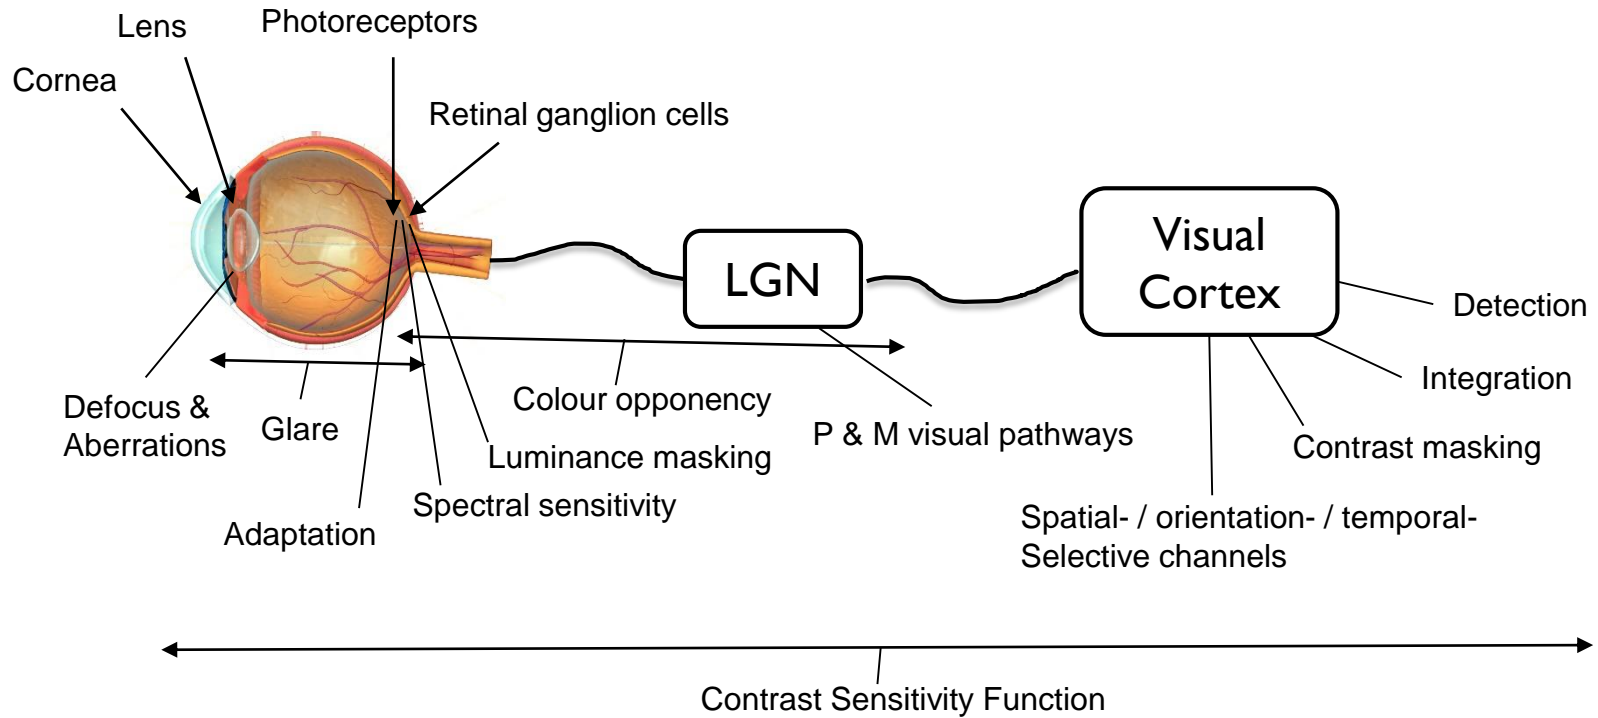 Lens
Photoreceptors
Cornea
Retinal ganglion cells
LGN
Visual
Cortex
Detection
Integration
Contrast masking
Spatial- / orientation- / temporal-
Selective channels
P & M visual pathways
Colour opponency
Luminance masking
Spectral sensitivity
Adaptation
Glare
Defocus &
Aberrations
Contrast Sensitivity Function